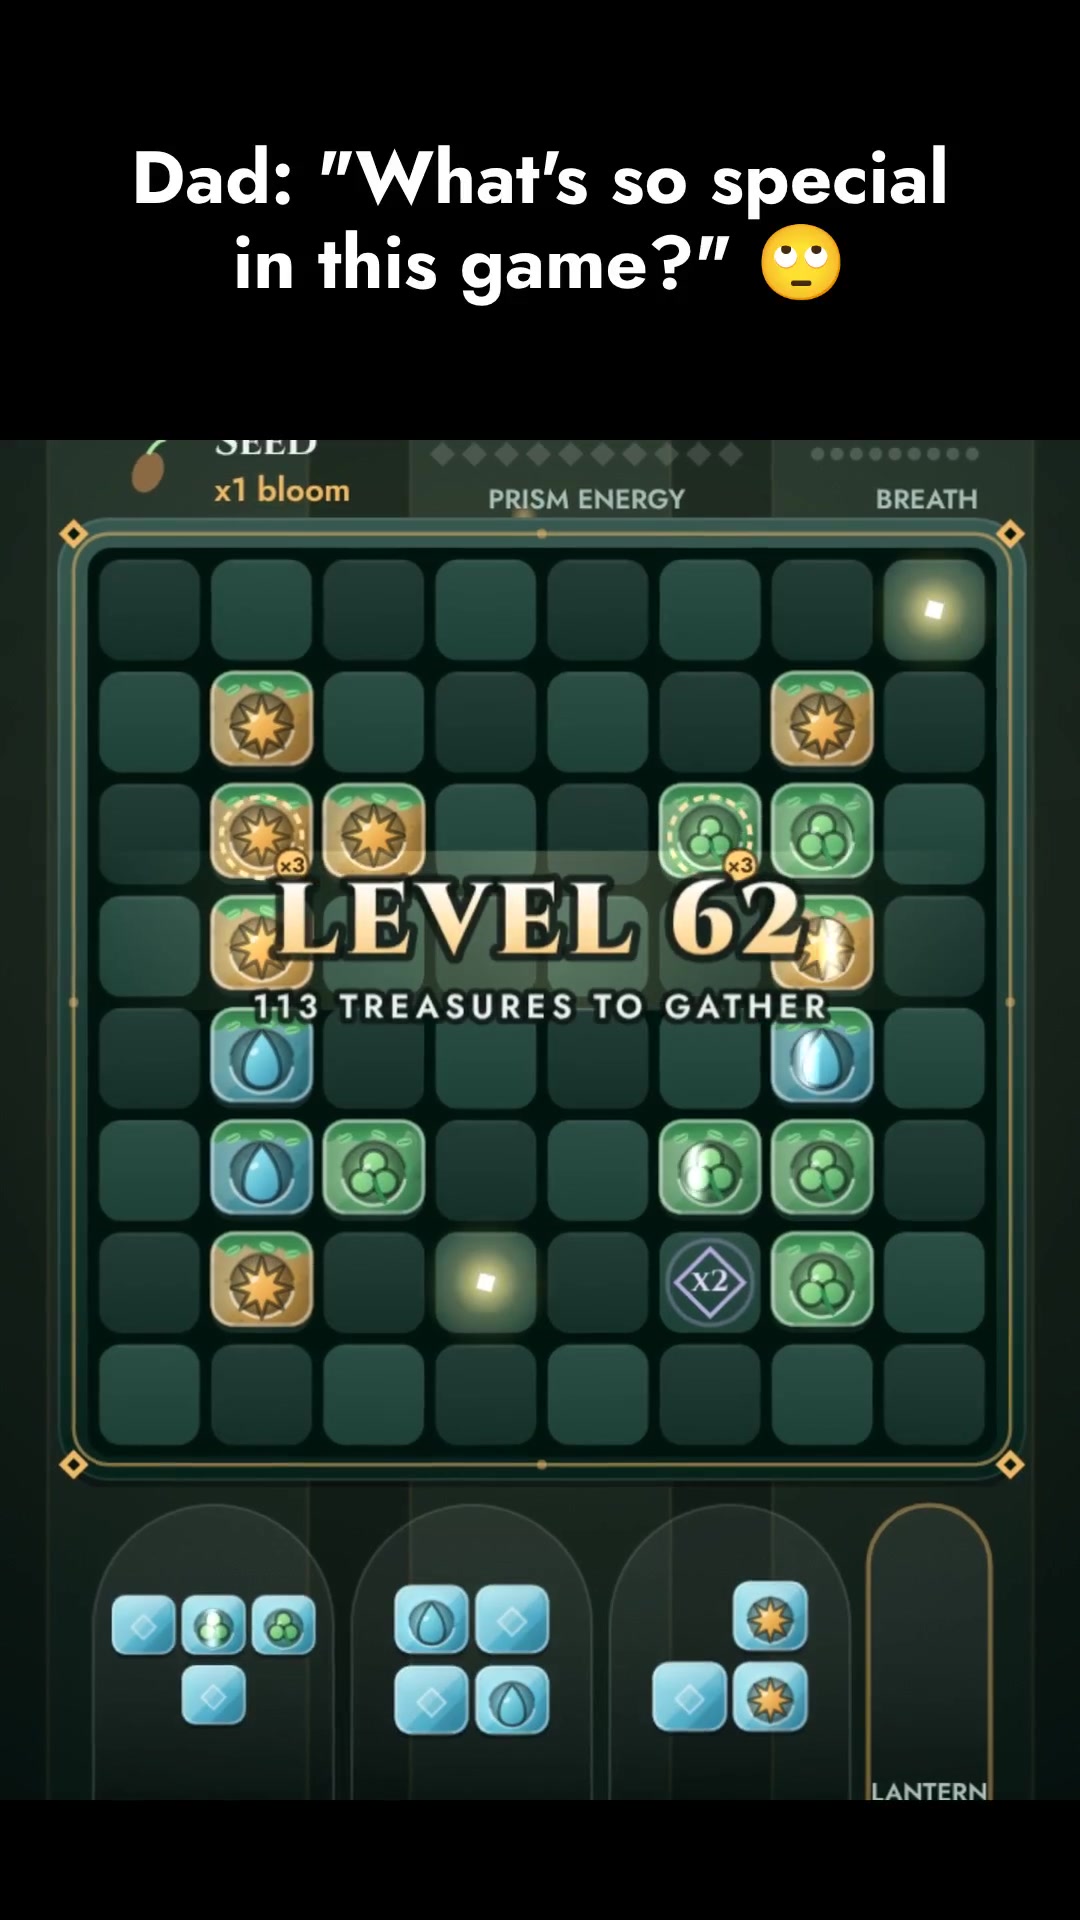 Dad: "What's so special
in this game?" 🙄
SEED
x1 bloom
PRISM ENERGY
BREATH
x3
x3
LEVEL 62
113 TREASURES TO GATHER
x2
LANTERN